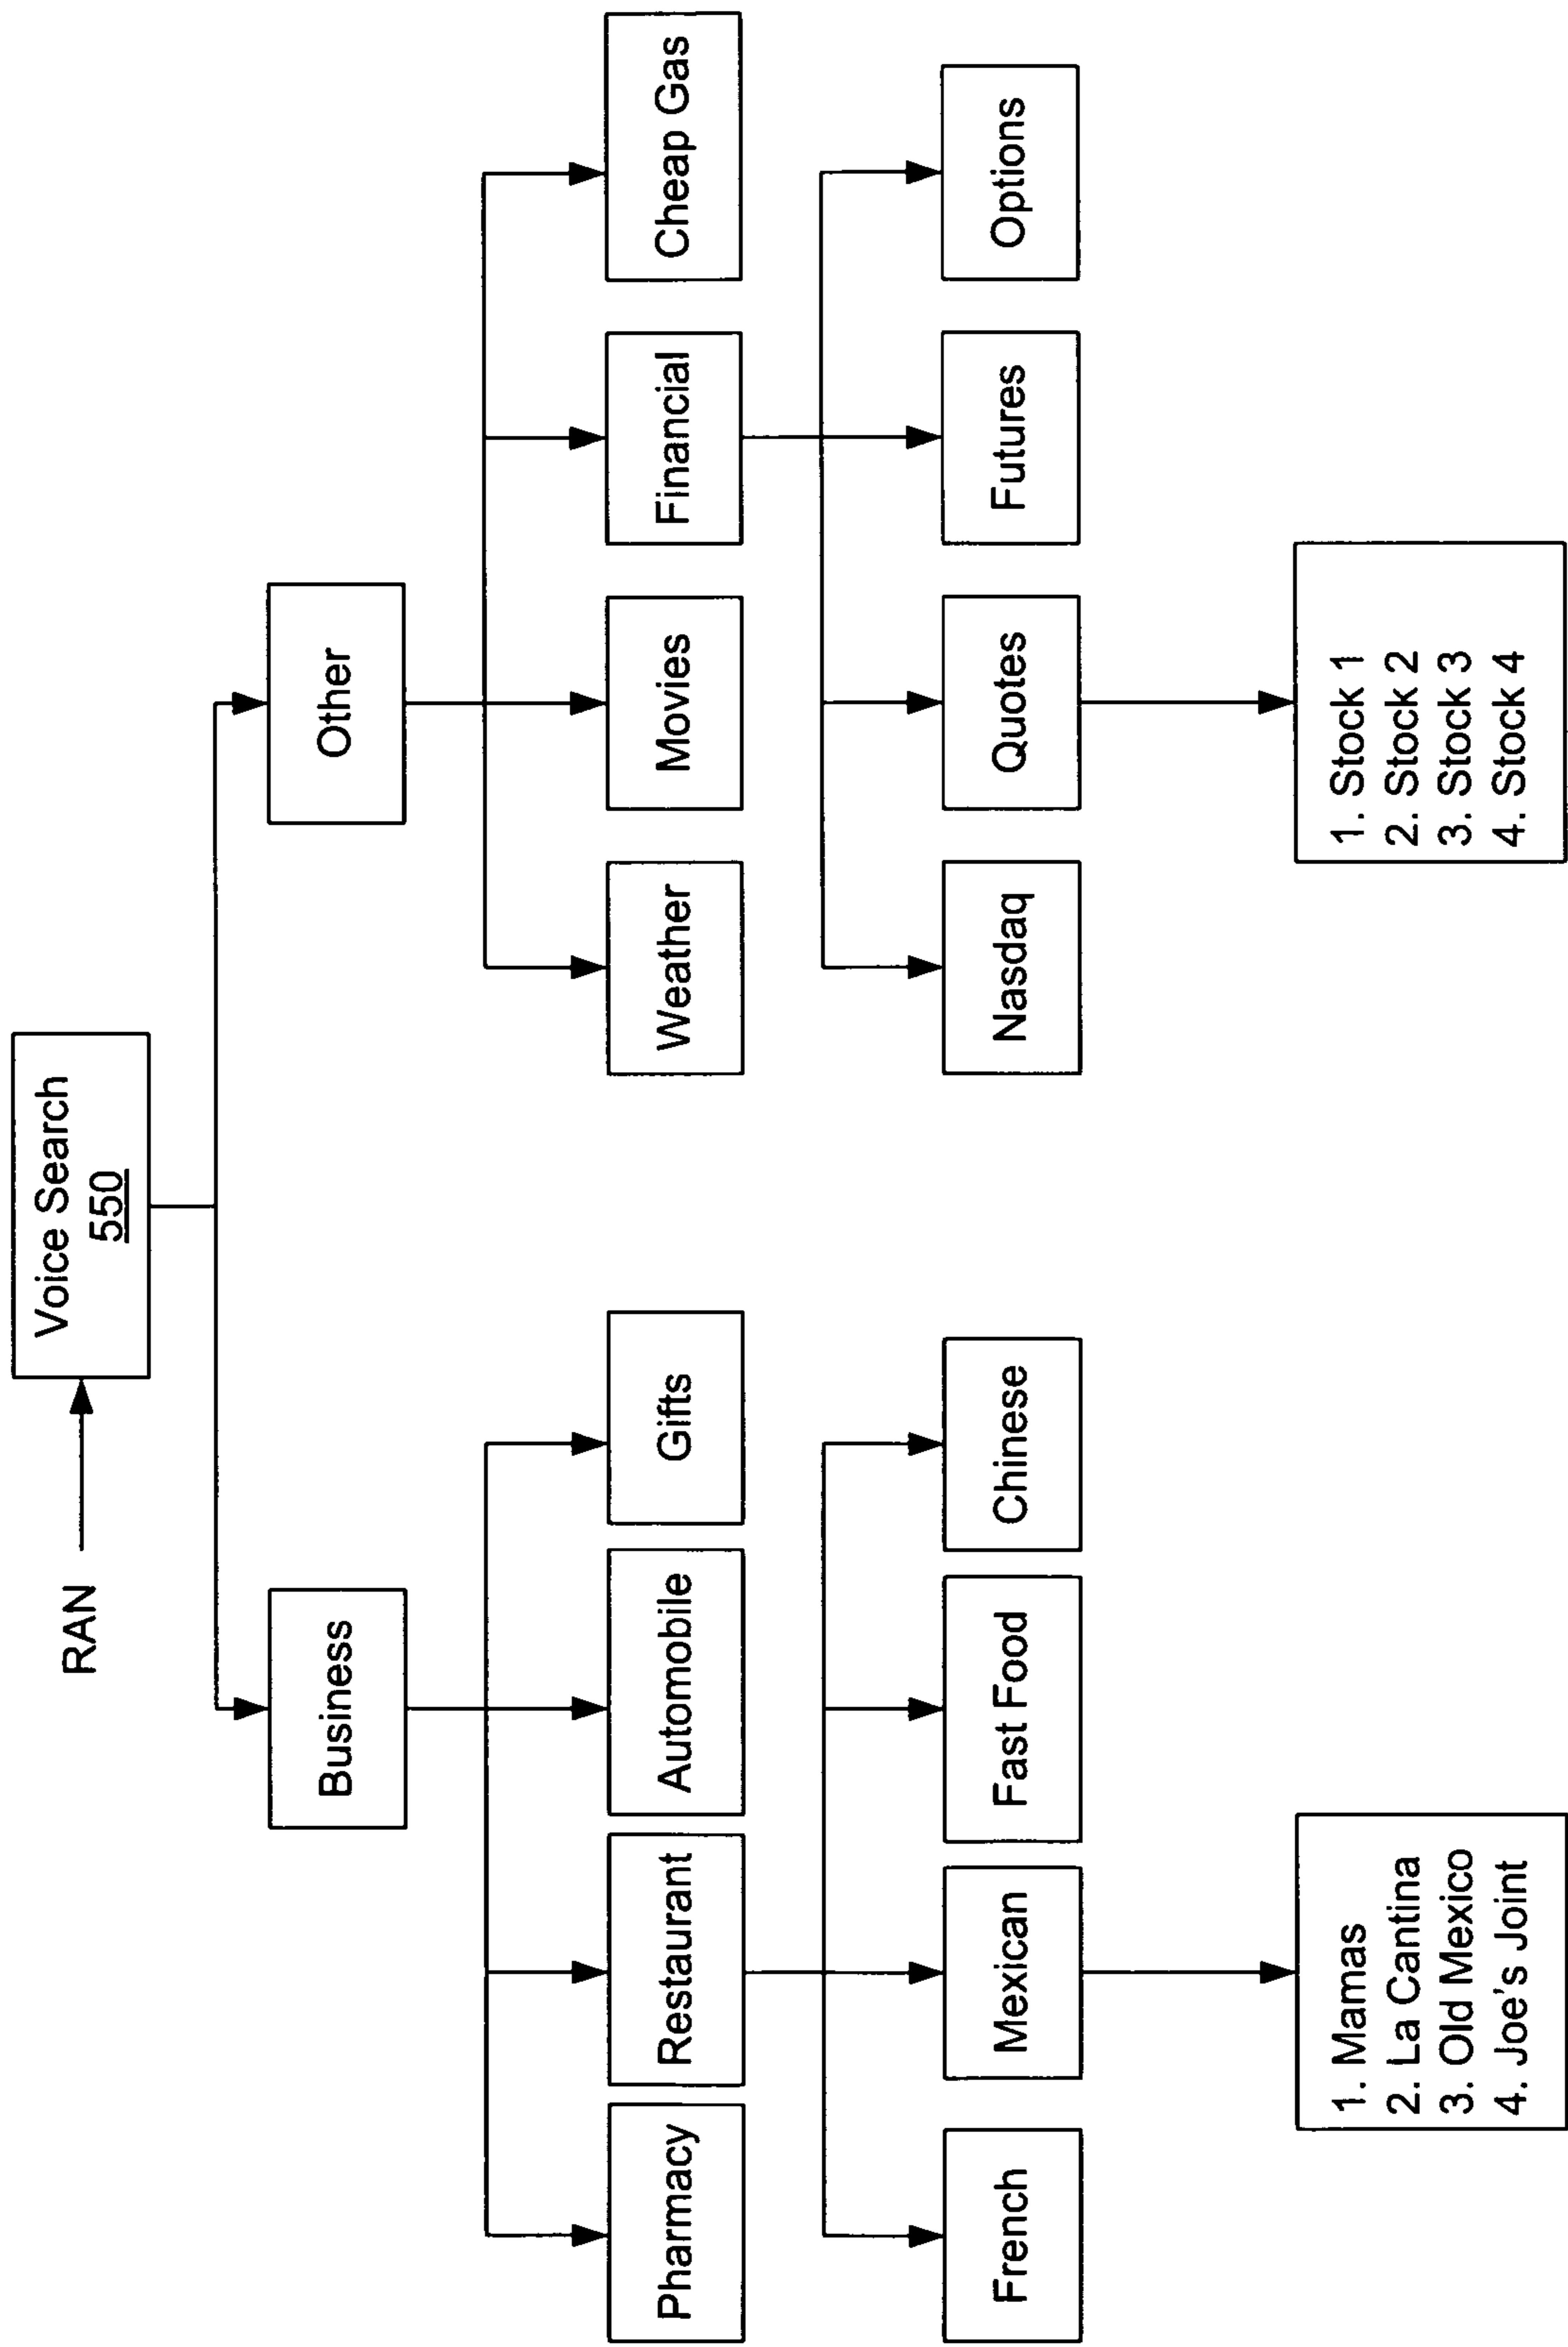 RAN
Voice Search
550
Business
Other
Pharmacy
Restaurant
Automobile
Gifts
Weather
Movies
Financial
Cheap Gas
French
Mexican
Fast Food
Chinese
Nasdaq
Quotes
Futures
Options
1. Mamas
2. La Cantina
3. Old Mexico
4. Joe's Joint
1. Stock 1
2. Stock 2
3. Stock 3
4. Stock 4